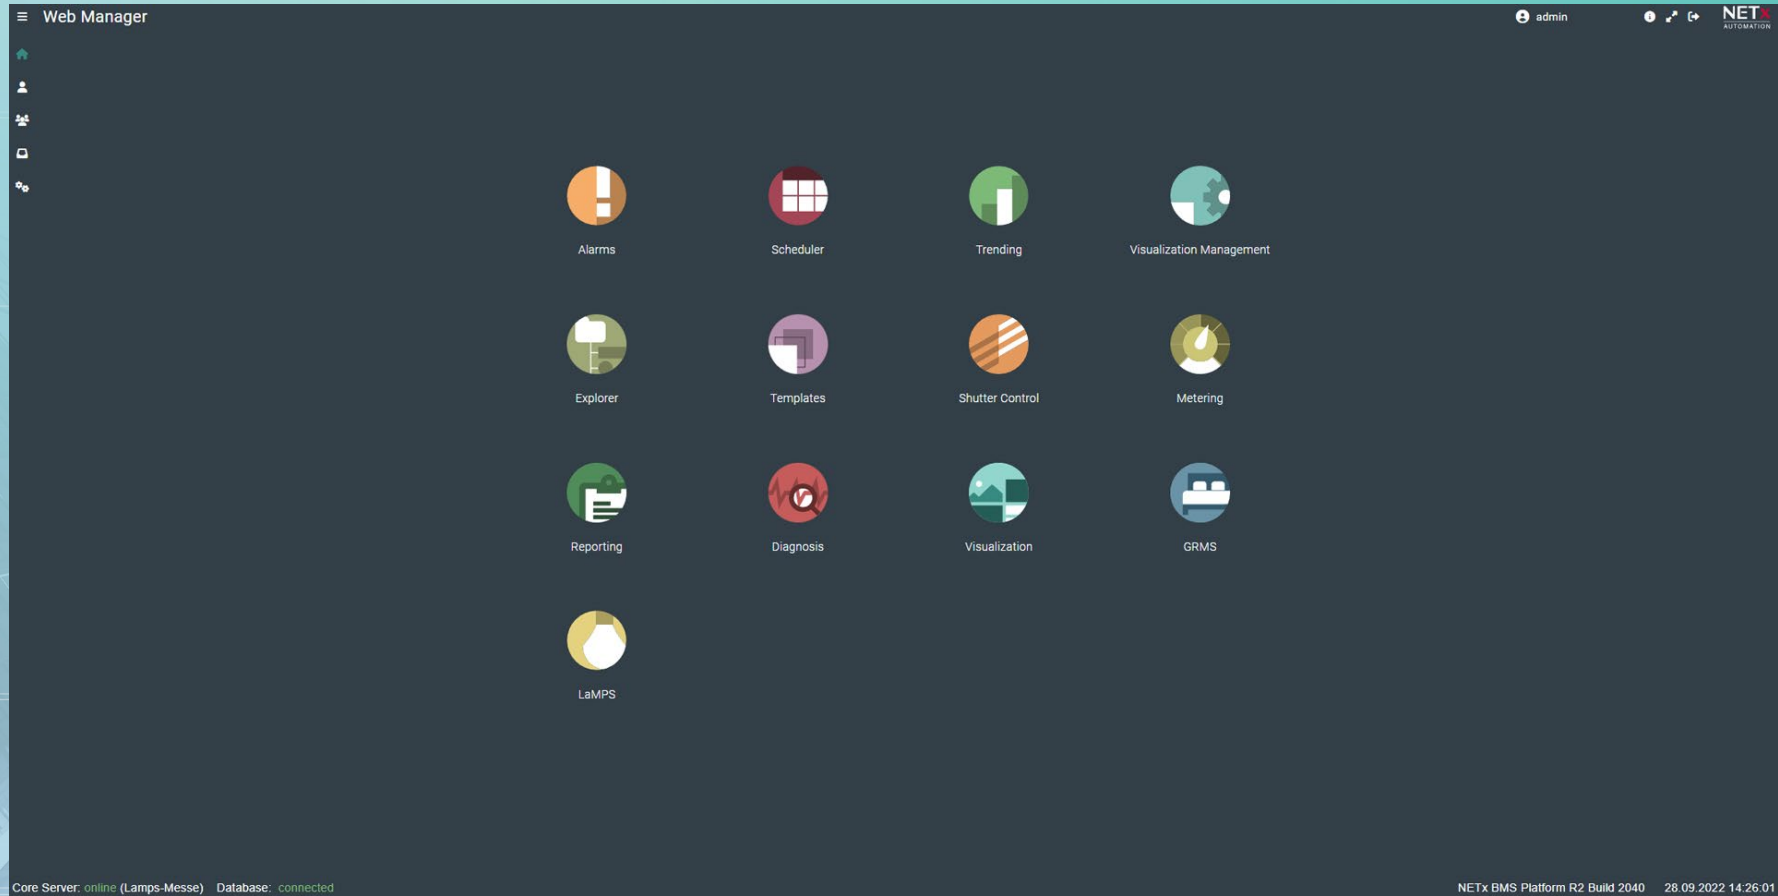 Web Manager
admin
NETx
AUTOMATION
Alarms
Scheduler
Trending
Visualization Management
Explorer
Templates
Shutter Control
Metering
Reporting
Diagnosis
Visualization
GRMS
LaMPS
Core Server: online (Lamps-Messe) Database: connected
NETx BMS Platform R2 Build 2040 28.09.2022 14:26:01